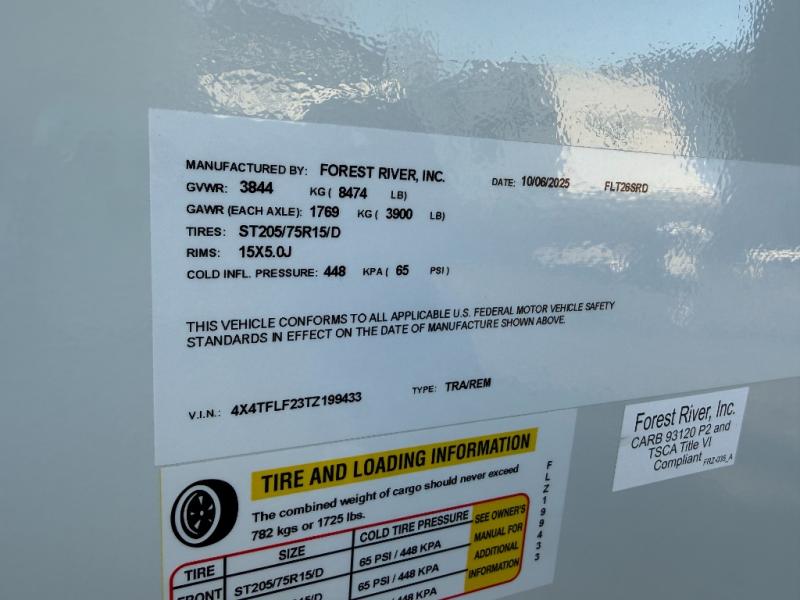 MANUFACTURED BY: FOREST RIVER, INC. DATE: 10/06/2025 FLT26SRD
GVWR: 3844 KG ( 8474 LB)
GAWR (EACH AXLE): 1769 KG ( 3900 LB)
TIRES: ST205/75R15/D
RIMS: 15X5.0J
COLD INFL. PRESSURE: 448 KPA ( 65 PSI )
THIS VEHICLE CONFORMS TO ALL APPLICABLE U.S. FEDERAL MOTOR VEHICLE SAFETY
STANDARDS IN EFFECT ON THE DATE OF MANUFACTURE SHOWN ABOVE.
V.I.N.: 4X4TFLF23TZ199433 TYPE: TRA/REM
Forest River, Inc.
CARB 93120 P2 and
TSCA Title VI
Compliant FRZ-035_A
TIRE AND LOADING INFORMATION
The combined weight of cargo should never exceed
782 kgs or 1725 lbs.
FLZ199433
TIRE SIZE COLD TIRE PRESSURE
FRONT ST205/75R15/D 65 PSI / 448 KPA
65 PSI / 448 KPA
448 KPA
SEE OWNER'S
MANUAL FOR
ADDITIONAL
INFORMATION